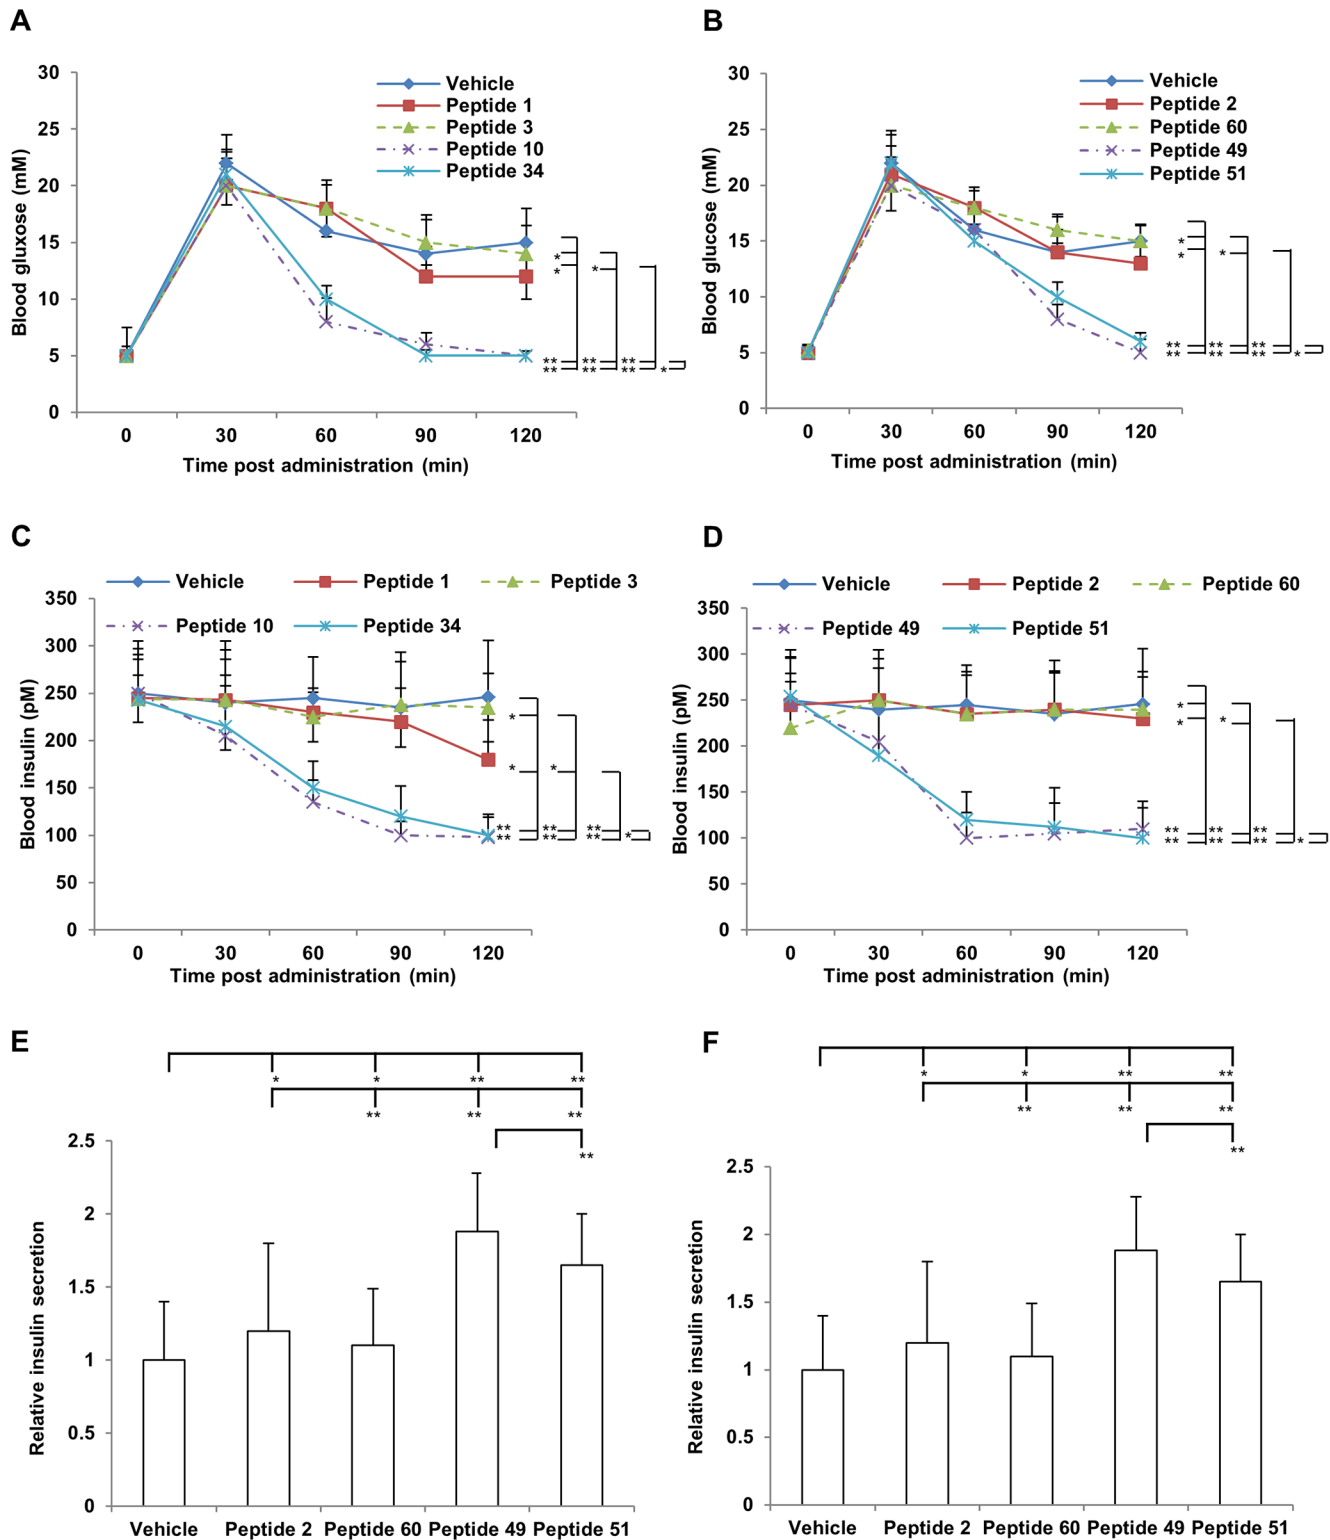 A
30
25
20
15
10
5
0
Blood gluxose (mM)
Vehicle
Peptide 1
Peptide 3
Peptide 10
Peptide 34
*
*
*
**
**
**
**
**
**
*
0 30 60 90 120
Time post administration (min)
B
30
25
20
15
10
5
0
Blood glucose (mM)
Vehicle
Peptide 2
Peptide 60
Peptide 49
Peptide 51
*
*
*
**
**
**
**
**
**
*
0 30 60 90 120
Time post administration (min)
C
Vehicle Peptide 1 Peptide 3
Peptide 10 Peptide 34
350
300
250
200
150
100
50
0
Blood insulin (pM)
*
*
*
**
**
**
**
**
**
*
0 30 60 90 120
Time post administration (min)
D
Vehicle Peptide 2 Peptide 60
Peptide 49 Peptide 51
350
300
250
200
150
100
50
0
Blood insulin (pM)
*
*
*
**
**
**
**
**
**
*
0 30 60 90 120
Time post administration (min)
E
* * ** **
** ** **
**
2.5
2
1.5
1
0.5
0
Relative insulin secretion
Vehicle Peptide 2 Peptide 60 Peptide 49 Peptide 51
F
* * ** **
** ** **
**
2.5
2
1.5
1
0.5
0
Relative insulin secretion
Vehicle Peptide 2 Peptide 60 Peptide 49 Peptide 51